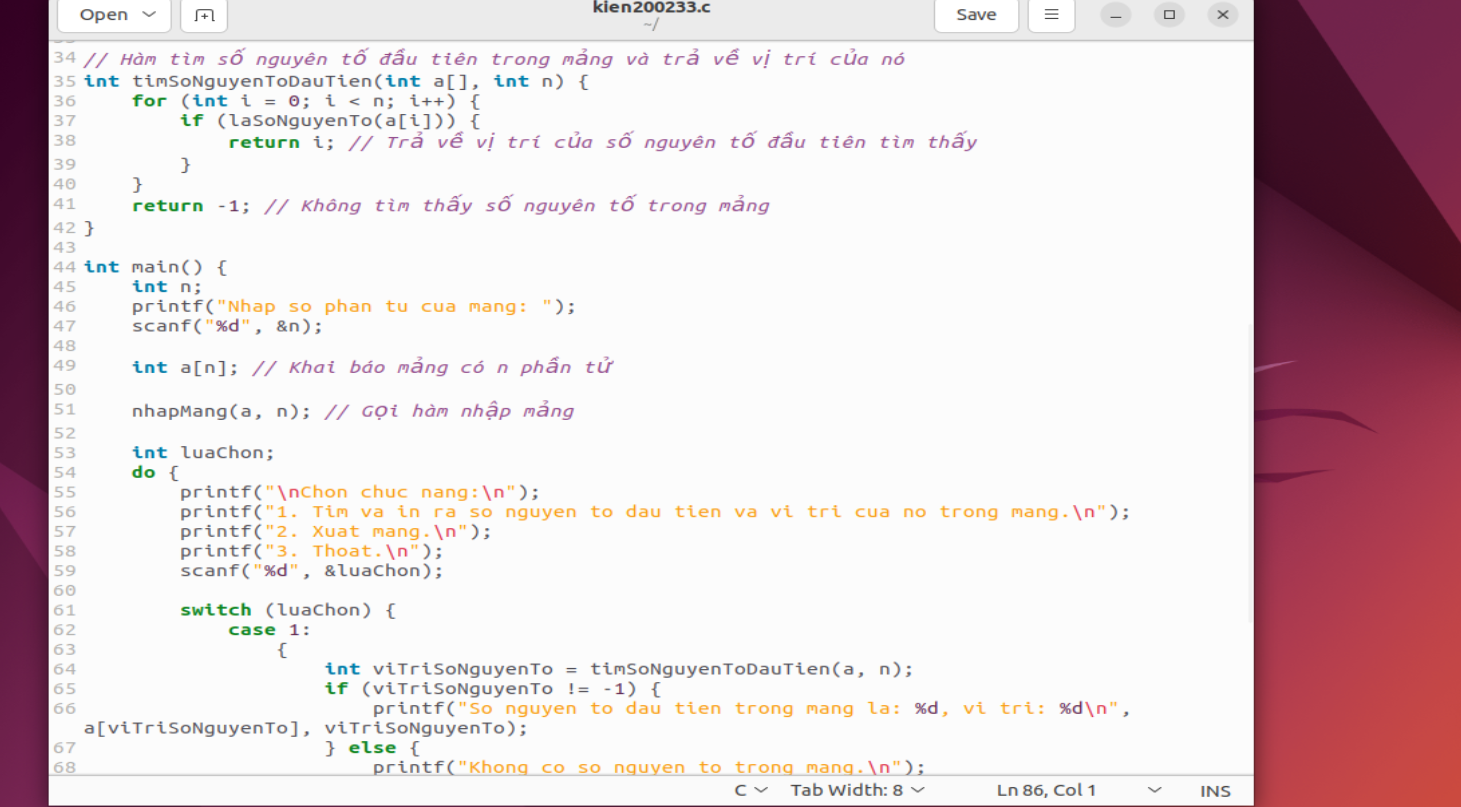 Open
kien200233.c
~/
Save
34 // Hàm tìm số nguyên tố đầu tiên trong mảng và trả về vị trí của nó
35 int timSoNguyenToDauTien(int a[], int n) {
36     for (int i = 0; i < n; i++) {
37         if (laSoNguyenTo(a[i])) {
38             return i; // Trả về vị trí của số nguyên tố đầu tiên tìm thấy
39         }
40     }
41     return -1; // Không tìm thấy số nguyên tố trong mảng
42 }
43
44 int main() {
45     int n;
46     printf("Nhap so phan tu cua mang: ");
47     scanf("%d", &n);
48
49     int a[n]; // Khai báo mảng có n phần tử
50
51     nhapMang(a, n); // Gọi hàm nhập mảng
52
53     int luaChon;
54     do {
55         printf("\nChon chuc nang:\n");
56         printf("1. Tim va in ra so nguyen to dau tien va vi tri cua no trong mang.\n");
57         printf("2. Xuat mang.\n");
58         printf("3. Thoat.\n");
59         scanf("%d", &luaChon);
60
61         switch (luaChon) {
62             case 1:
63                 {
64                     int viTriSoNguyenTo = timSoNguyenToDauTien(a, n);
65                     if (viTriSoNguyenTo != -1) {
66                         printf("So nguyen to dau tien trong mang la: %d, vi tri: %d\n",
a[viTriSoNguyenTo], viTriSoNguyenTo);
67                     } else {
68                         printf("Khong co so nguyen to trong mang.\n");
C Tab Width: 8 Ln 86, Col 1 INS